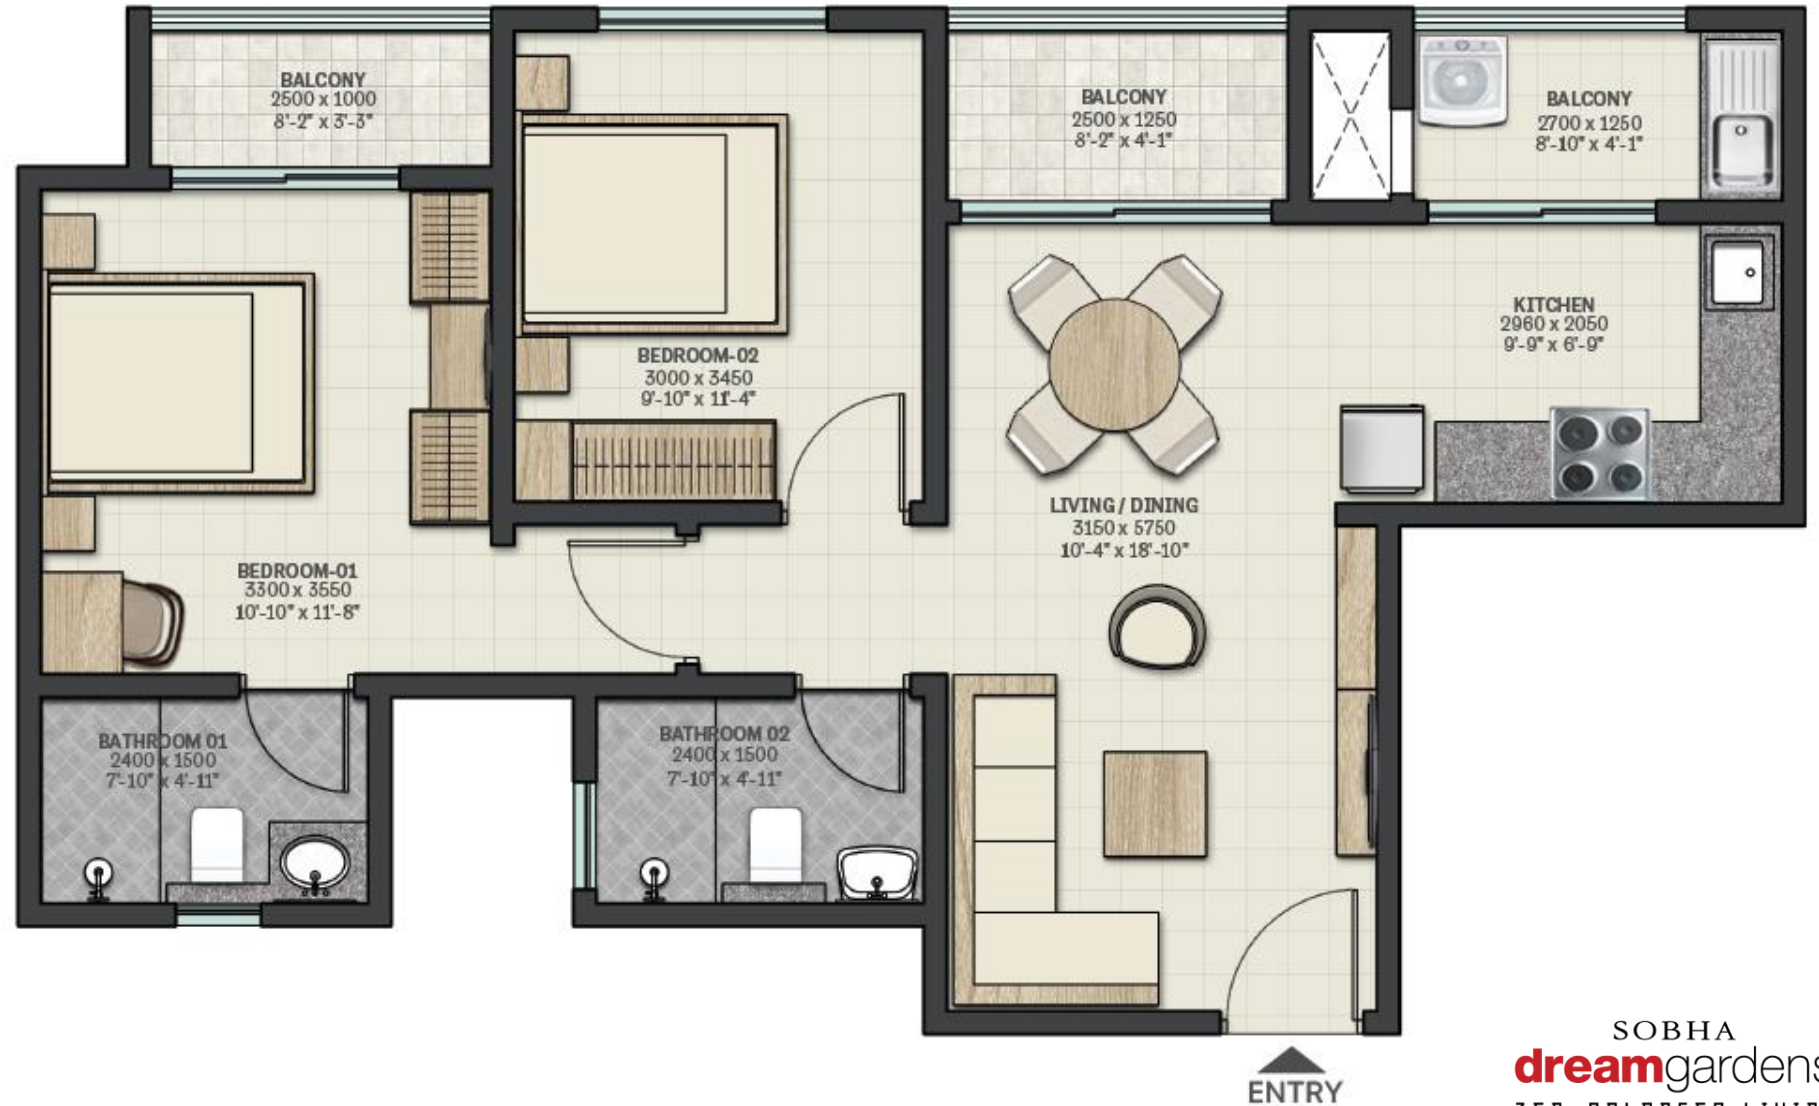 BALCONY
2500 x 1000
8'-2" x 3'-3"
BALCONY
2500 x 1250
8'-2" x 4'-1"
BALCONY
2700 x 1250
8'-10" x 4'-1"
KITCHEN
2960 x 2050
9'-9" x 6'-9"
BEDROOM-02
3000 x 3450
9'-10" x 11'-4"
LIVING / DINING
3150 x 5750
10'-4" x 18'-10"
BEDROOM-01
3300 x 3550
10'-10" x 11'-8"
BATHROOM 01
2400 x 1500
7'-10" x 4'-11"
BATHROOM 02
2400 x 1500
7'-10" x 4'-11"
ENTRY
SOBHA
dreamgardens